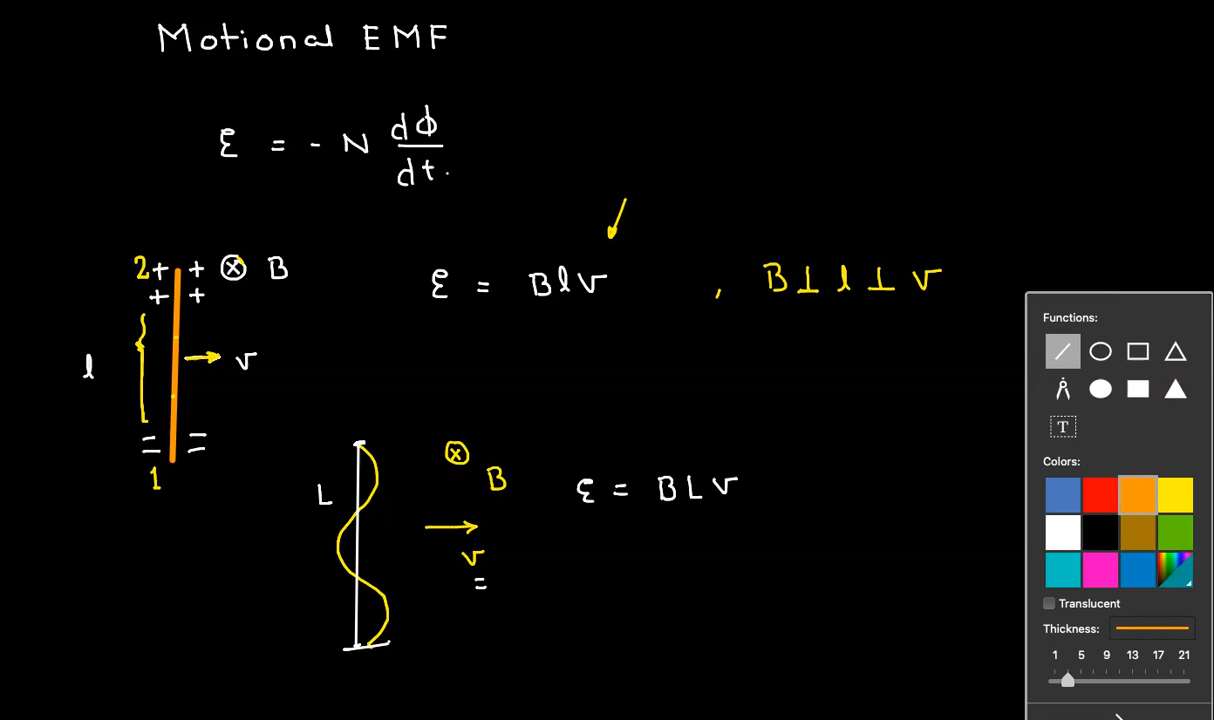 Motional EMF
ε = - N dφ/dt
2 + + ⊗ B
+ +
ε = Blv , B ⊥ l ⊥ v
l
v
= =
1
L
⊗ B
v
=
ε = BLv
Functions:
T
Colors:
Translucent
Thickness:
1 5 9 13 17 21